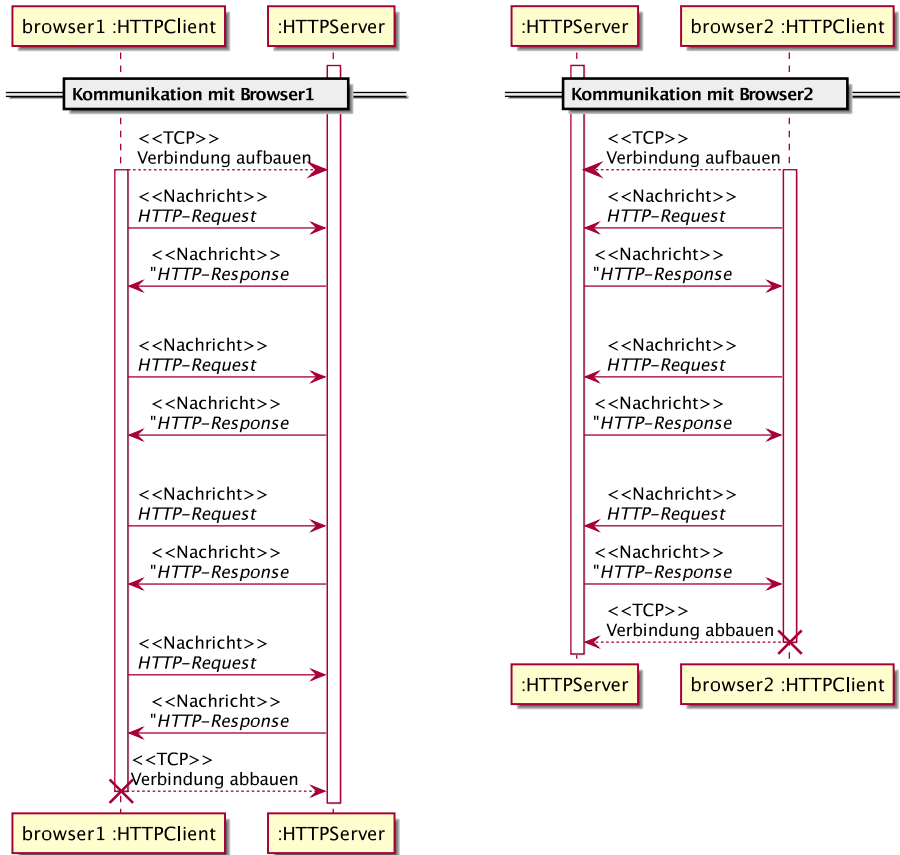 browser1 :HTTPClient
:HTTPServer
Kommunikation mit Browser1
<<TCP>>
Verbindung aufbauen
<<Nachricht>>
HTTP-Request
<<Nachricht>>
"HTTP-Response
<<Nachricht>>
HTTP-Request
<<Nachricht>>
"HTTP-Response
<<Nachricht>>
HTTP-Request
<<Nachricht>>
"HTTP-Response
<<Nachricht>>
HTTP-Request
<<Nachricht>>
"HTTP-Response
<<TCP>>
Verbindung abbauen
browser1 :HTTPClient
:HTTPServer
:HTTPServer
browser2 :HTTPClient
Kommunikation mit Browser2
<<TCP>>
Verbindung aufbauen
<<Nachricht>>
HTTP-Request
<<Nachricht>>
"HTTP-Response
<<Nachricht>>
HTTP-Request
<<Nachricht>>
"HTTP-Response
<<Nachricht>>
HTTP-Request
<<Nachricht>>
"HTTP-Response
<<TCP>>
Verbindung abbauen
:HTTPServer
browser2 :HTTPClient